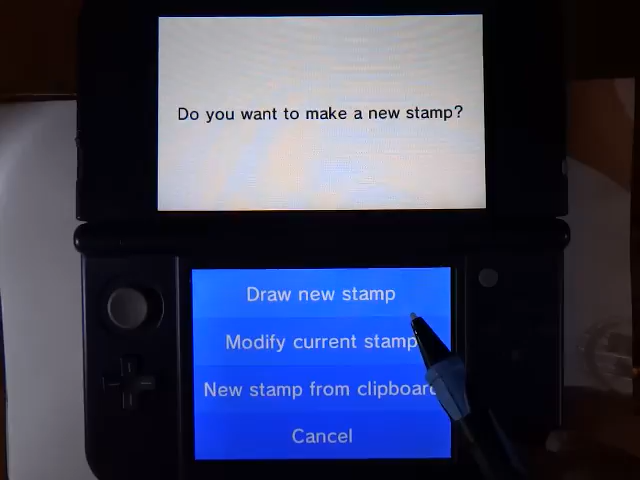 Do you want to make a new stamp?
Draw new stamp
Modify current stamp
New stamp from clipboard
Cancel